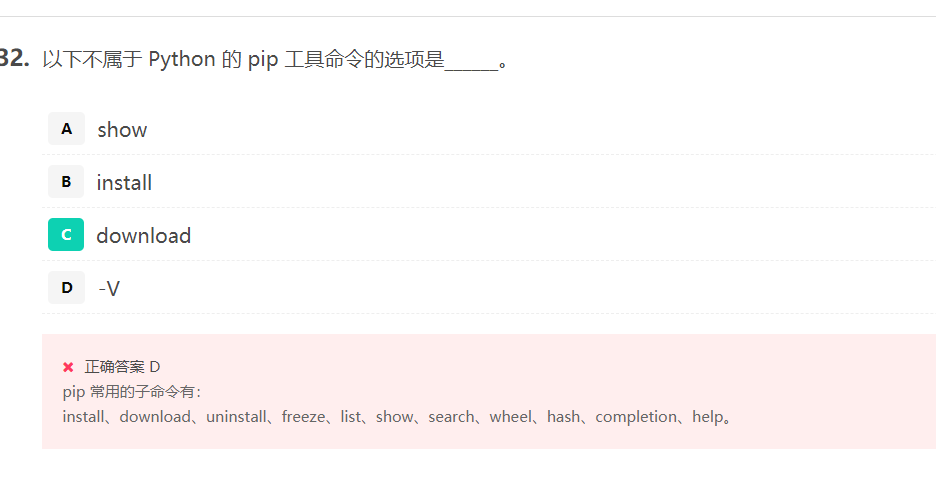 32. 以下不属于 Python 的 pip 工具命令的选项是______。
A show
B install
C download
D -V
✖ 正确答案 D
pip 常用的子命令有：
install、download、uninstall、freeze、list、show、search、wheel、hash、completion、help。